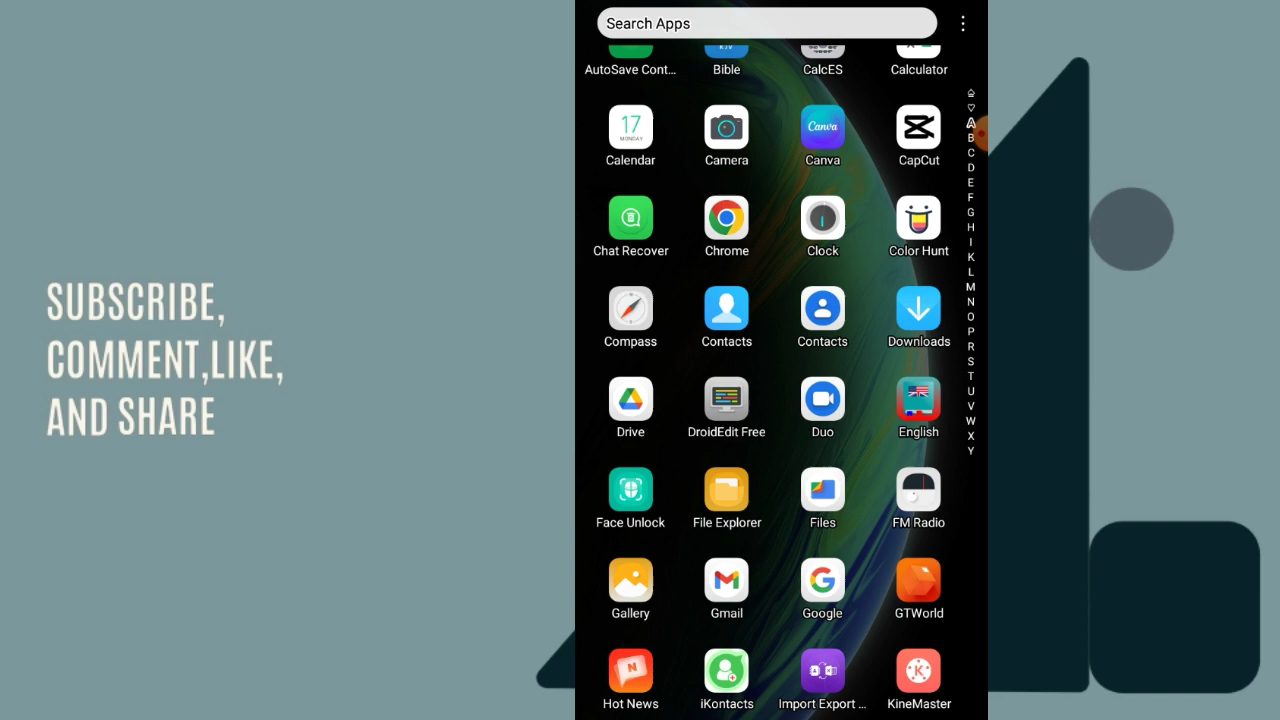 Search Apps
AutoSave Cont... Bible CalcES Calculator
17
MONDAY
Canva
Calendar Camera Canva CapCut
Chat Recover Chrome Clock Color Hunt
Compass Contacts Contacts Downloads
Drive DroidEdit Free Duo English
Face Unlock File Explorer Files FM Radio
Gallery Gmail Google GTWorld
N
K
Hot News iKontacts Import Export ... KineMaster
A
B
C
D
E
F
G
H
I
K
L
M
N
O
P
R
S
T
U
V
W
X
Y
SUBSCRIBE,
COMMENT,LIKE,
AND SHARE